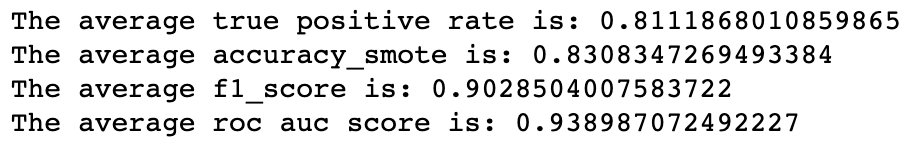 The average true positive rate is: 0.8111868010859865
The average accuracy_smote is: 0.8308347269493384
The average f1_score is: 0.9028504007583722
The average roc auc score is: 0.938987072492227